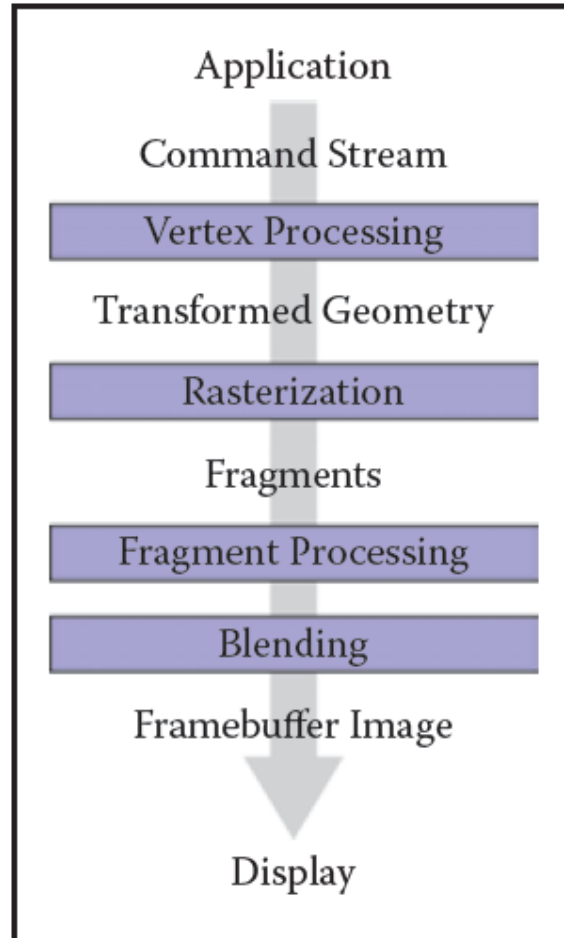 Application
Command Stream
Vertex Processing
Transformed Geometry
Rasterization
Fragments
Fragment Processing
Blending
Framebuffer Image
Display